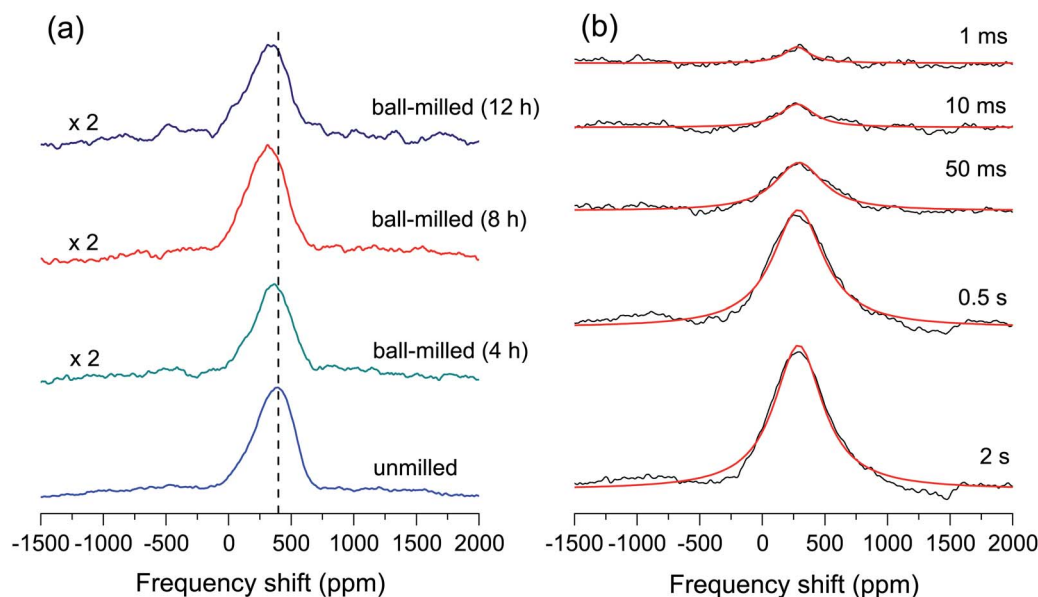 (a)
x 2
ball-milled (12 h)
x 2
ball-milled (8 h)
x 2
ball-milled (4 h)
unmilled
-1500 -1000 -500 0 500 1000 1500 2000
Frequency shift (ppm)
(b)
1 ms
10 ms
50 ms
0.5 s
2 s
-1500 -1000 -500 0 500 1000 1500 2000
Frequency shift (ppm)